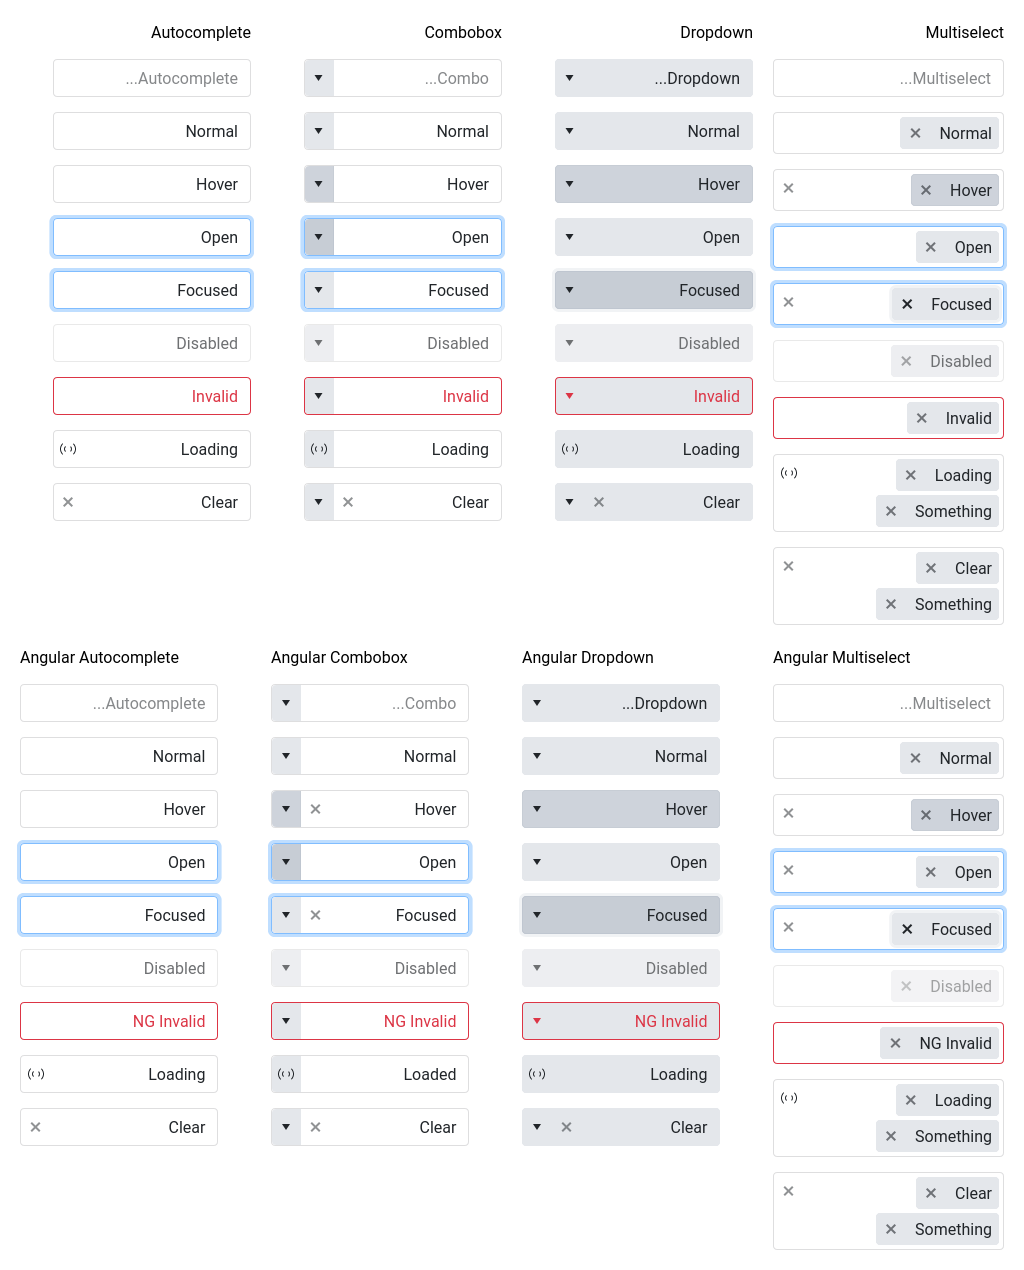 Autocomplete
Combobox
Dropdown
Multiselect
...Autocomplete
...Combo
...Dropdown
...Multiselect
Normal
Normal
Normal
Normal
Hover
Hover
Hover
Hover
Open
Open
Open
Open
Focused
Focused
Focused
Focused
Disabled
Disabled
Disabled
Disabled
Invalid
Invalid
Invalid
Invalid
Loading
Loading
Loading
Loading
Something
Clear
Clear
Clear
Clear
Something
Angular Autocomplete
Angular Combobox
Angular Dropdown
Angular Multiselect
...Autocomplete
...Combo
...Dropdown
...Multiselect
Normal
Normal
Normal
Normal
Hover
Hover
Hover
Hover
Open
Open
Open
Open
Focused
Focused
Focused
Focused
Disabled
Disabled
Disabled
Disabled
NG Invalid
NG Invalid
NG Invalid
NG Invalid
Loading
Loaded
Loading
Loading
Something
Clear
Clear
Clear
Clear
Something